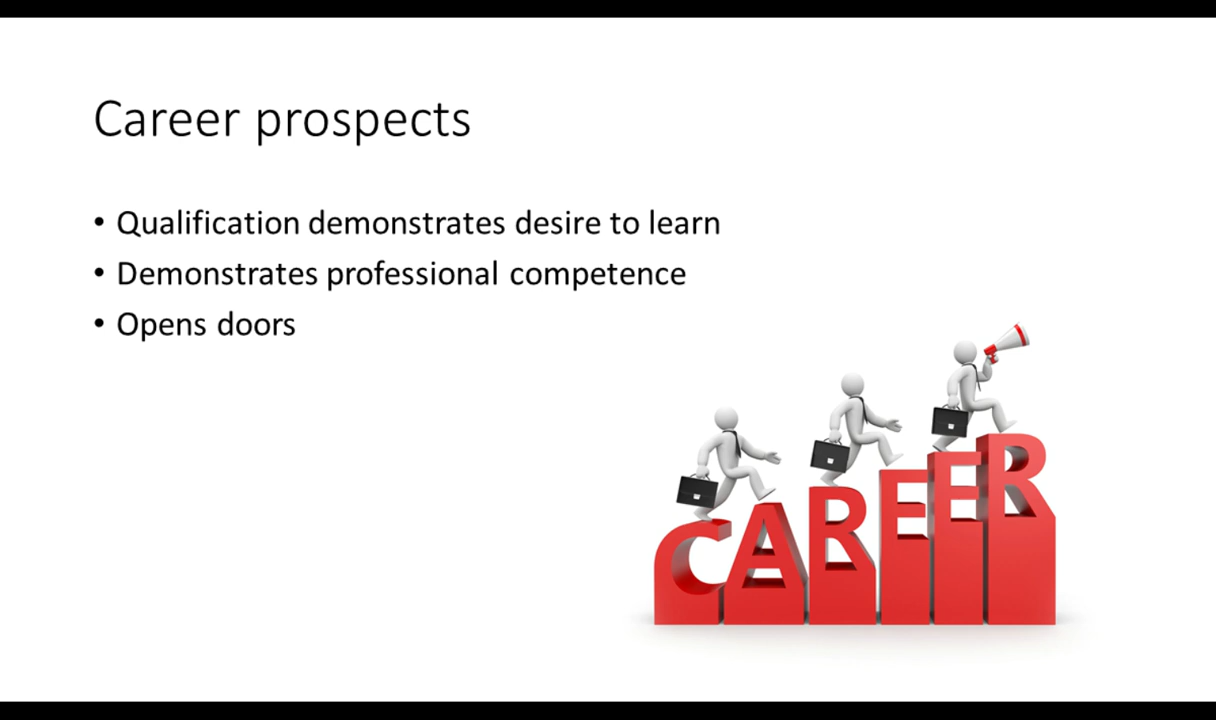 Career prospects
• Qualification demonstrates desire to learn
• Demonstrates professional competence
• Opens doors
CAREER